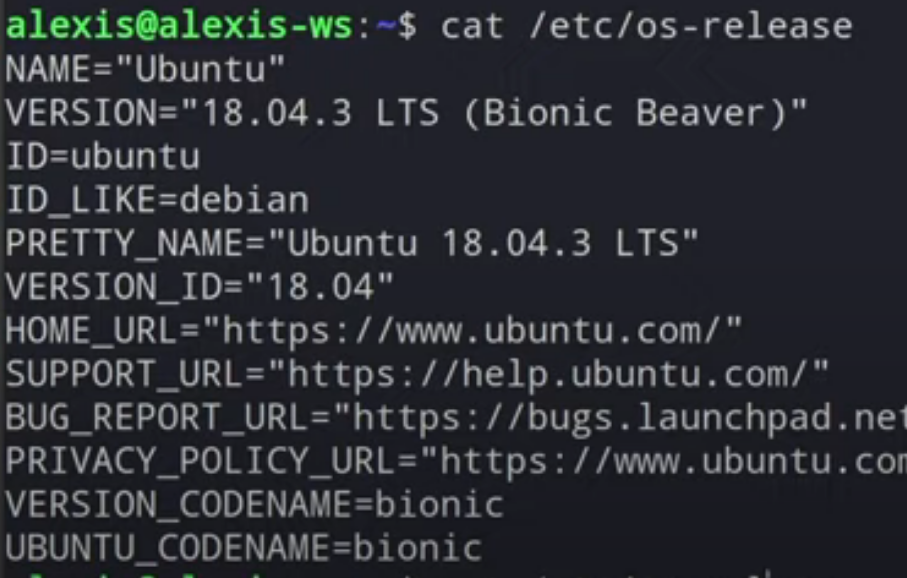 alexis@alexis-ws:~$ cat /etc/os-release
NAME="Ubuntu"
VERSION="18.04.3 LTS (Bionic Beaver)"
ID=ubuntu
ID_LIKE=debian
PRETTY_NAME="Ubuntu 18.04.3 LTS"
VERSION_ID="18.04"
HOME_URL="https://www.ubuntu.com/"
SUPPORT_URL="https://help.ubuntu.com/"
BUG_REPORT_URL="https://bugs.launchpad.net
PRIVACY_POLICY_URL="https://www.ubuntu.com
VERSION_CODENAME=bionic
UBUNTU_CODENAME=bionic